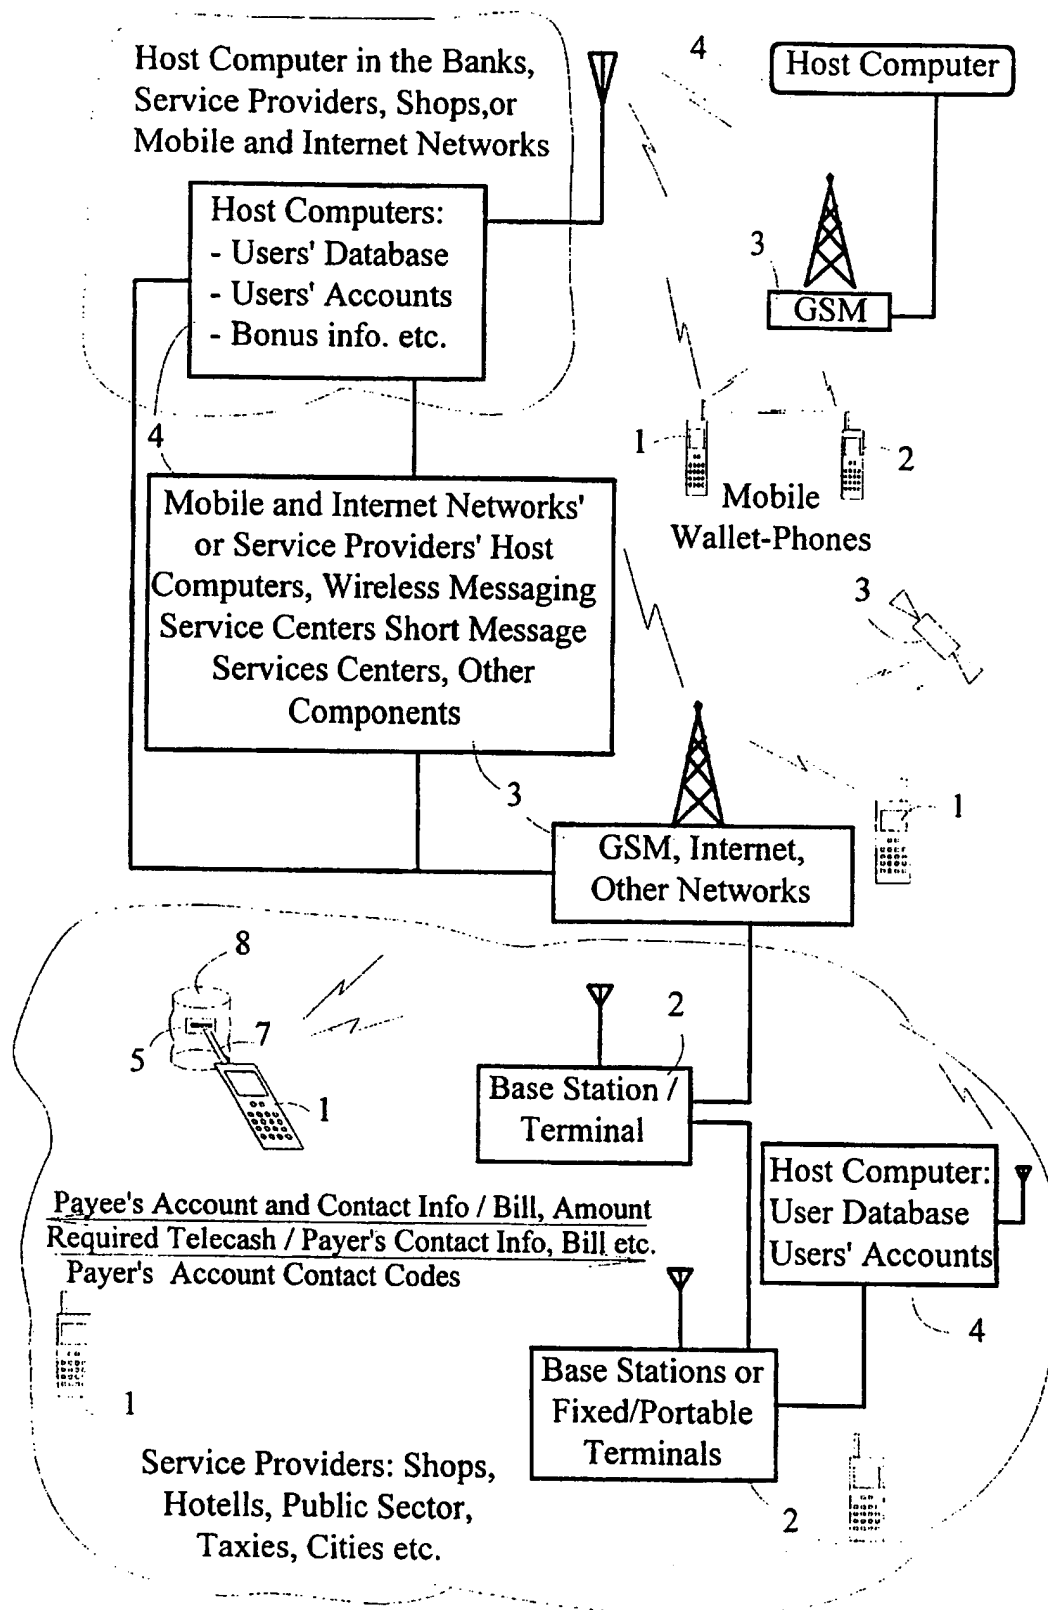 Host Computer in the Banks,
Service Providers, Shops,or
Mobile and Internet Networks
4
Host Computer
Host Computers:
- Users' Database
- Users' Accounts
- Bonus info. etc.
3
GSM
4
1
2
Mobile
Wallet-Phones
Mobile and Internet Networks'
or Service Providers' Host
Computers, Wireless Messaging
Service Centers Short Message
Services Centers, Other
Components
3
3
1
GSM, Internet,
Other Networks
8
5
7
1
2
Base Station /
Terminal
Host Computer:
User Database
Users' Accounts
4
Payee's Account and Contact Info / Bill, Amount
Required Telecash / Payer's Contact Info, Bill etc.
Payer's Account Contact Codes
1
Base Stations or
Fixed/Portable
Terminals
2
Service Providers: Shops,
Hotells, Public Sector,
Taxies, Cities etc.